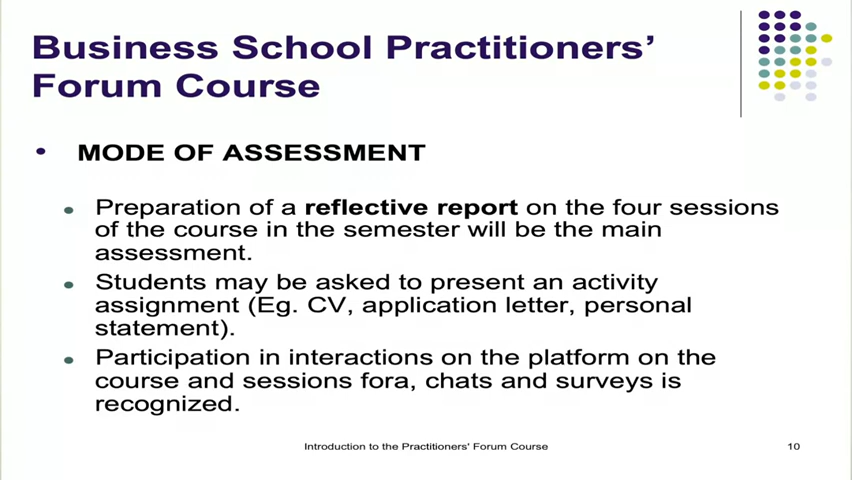 Business School Practitioners’
Forum Course
• MODE OF ASSESSMENT
• Preparation of a reflective report on the four sessions
of the course in the semester will be the main
assessment.
• Students may be asked to present an activity
assignment (Eg. CV, application letter, personal
statement).
• Participation in interactions on the platform on the
course and sessions fora, chats and surveys is
recognized.
Introduction to the Practitioners' Forum Course
10